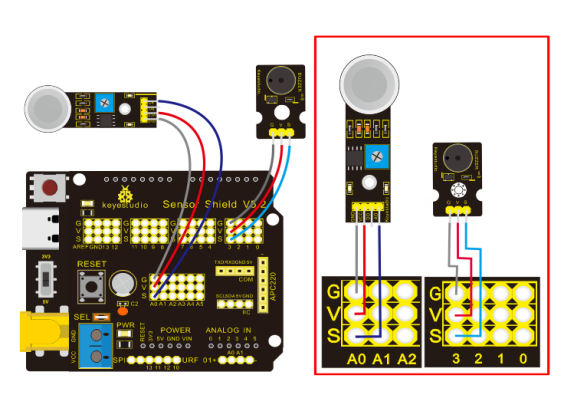 keyestudio
Sensor Shield V5.2
G
V
S
AREF GND 13 12
11 10 9 8
7 6 5 4
3 2 1 0
3V3
5V
RESET
G
V
S
A0 A1 A2 A3 A4 A5
C2
TXD RXD GND 5V
COM
SCL SDA 5V GND
IIC
APC220
SEL
PWR
GND
VCC
RESET
3V3
POWER
5V GND VIN
ANALOG IN
0 1 2 3 4 5
SPI
URF
13 11 12 10
A0 A1
01+
-
G
V
S
A0 A1 A2
G
V
S
3 2 1 0
G V S